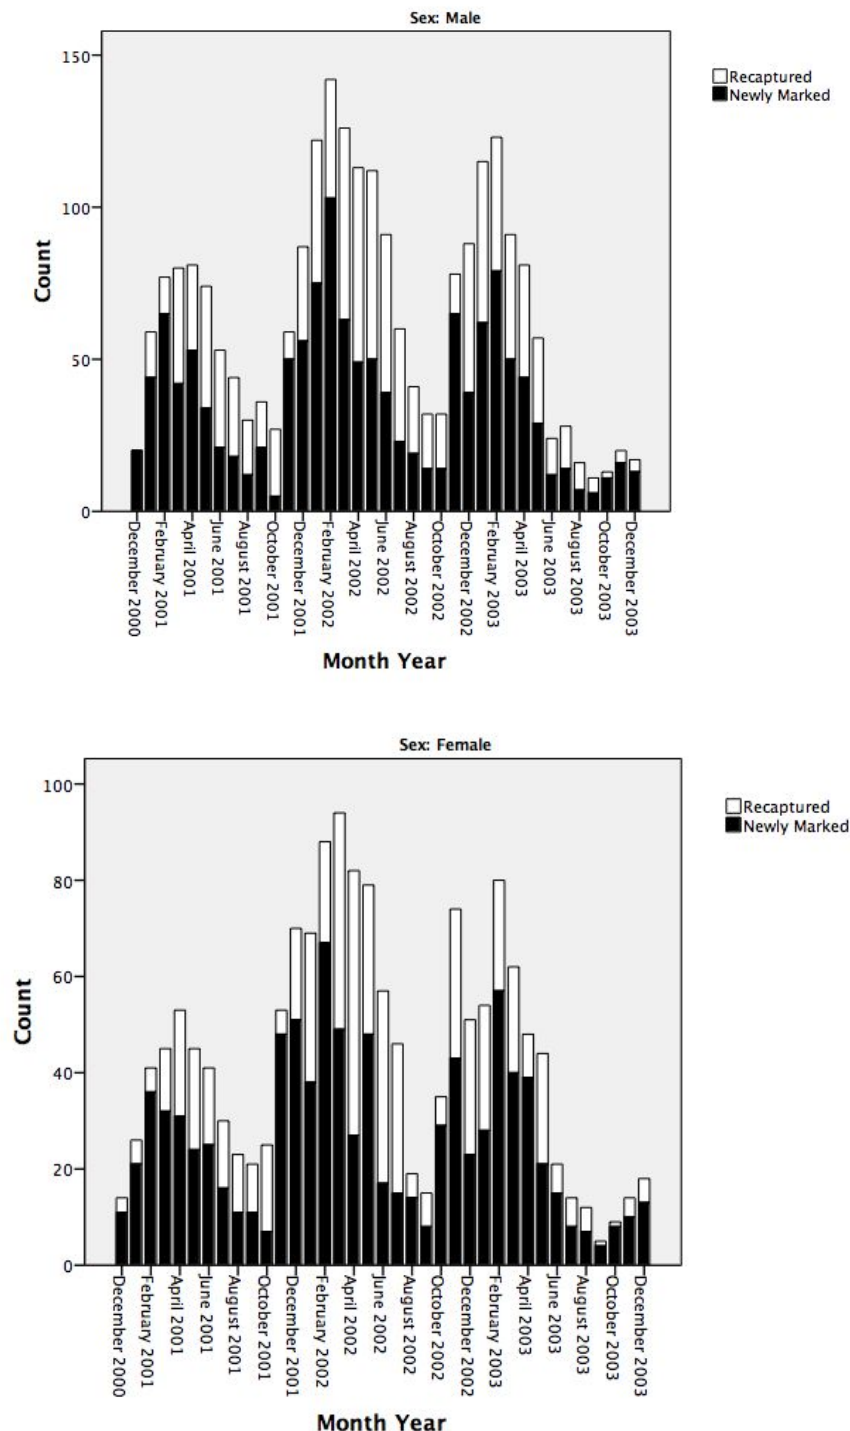 Sex: Male
Recaptured
Newly Marked
150
100
50
0
Count
December 2000
February 2001
April 2001
June 2001
August 2001
October 2001
December 2001
February 2002
April 2002
June 2002
August 2002
October 2002
December 2002
February 2003
April 2003
June 2003
August 2003
October 2003
December 2003
Month Year
Sex: Female
Recaptured
Newly Marked
100
80
60
40
20
0
Count
December 2000
February 2001
April 2001
June 2001
August 2001
October 2001
December 2001
February 2002
April 2002
June 2002
August 2002
October 2002
December 2002
February 2003
April 2003
June 2003
August 2003
October 2003
December 2003
Month Year